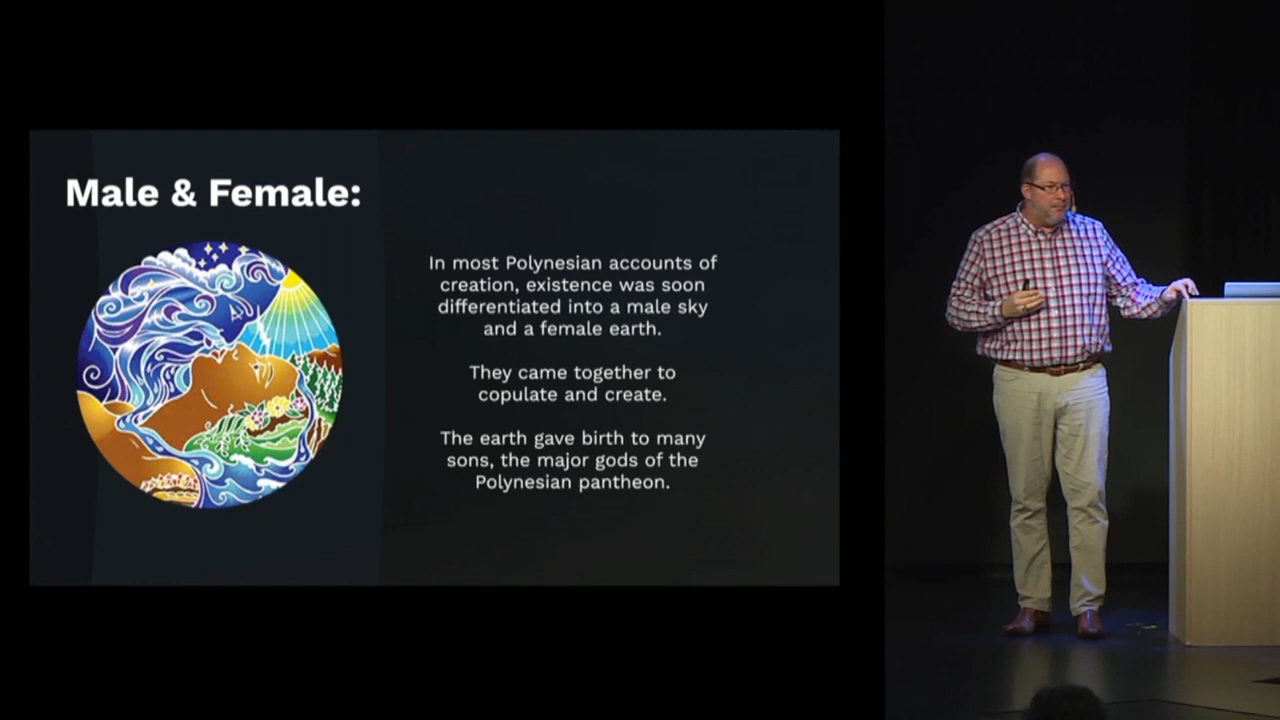 Male & Female:
In most Polynesian accounts of
creation, existence was soon
differentiated into a male sky
and a female earth.
They came together to
copulate and create.
The earth gave birth to many
sons, the major gods of the
Polynesian pantheon.